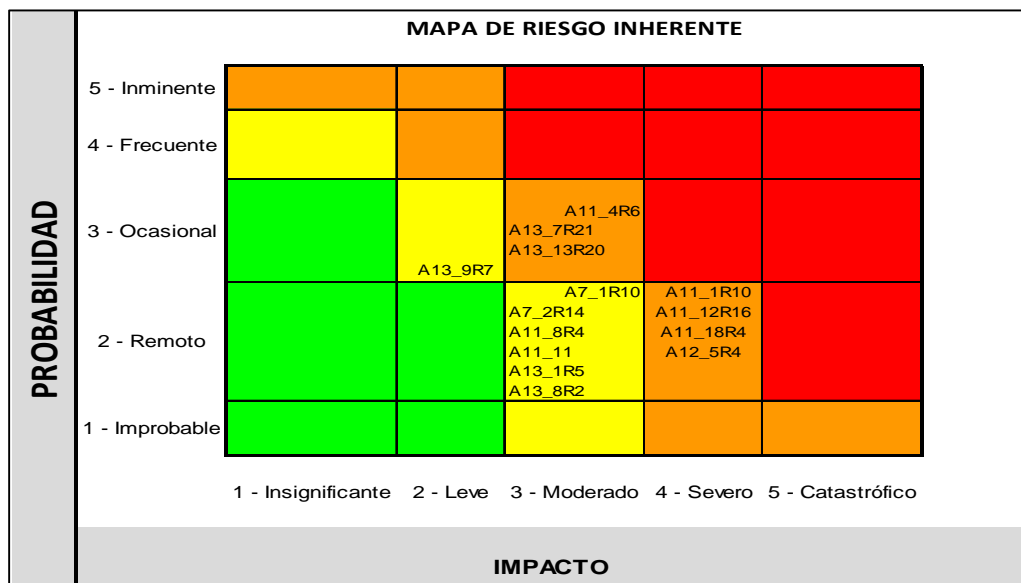 MAPA DE RIESGO INHERENTE
PROBABILIDAD
5 - Inminente
4 - Frecuente
3 - Ocasional
A13_9R7
A11_4R6
A13_7R21
A13_13R20
2 - Remoto
A7_1R10
A7_2R14
A11_8R4
A11_11
A13_1R5
A13_8R2
A11_1R10
A11_12R16
A11_18R4
A12_5R4
1 - Improbable
1 - Insignificante 2 - Leve 3 - Moderado 4 - Severo 5 - Catastrófico
IMPACTO